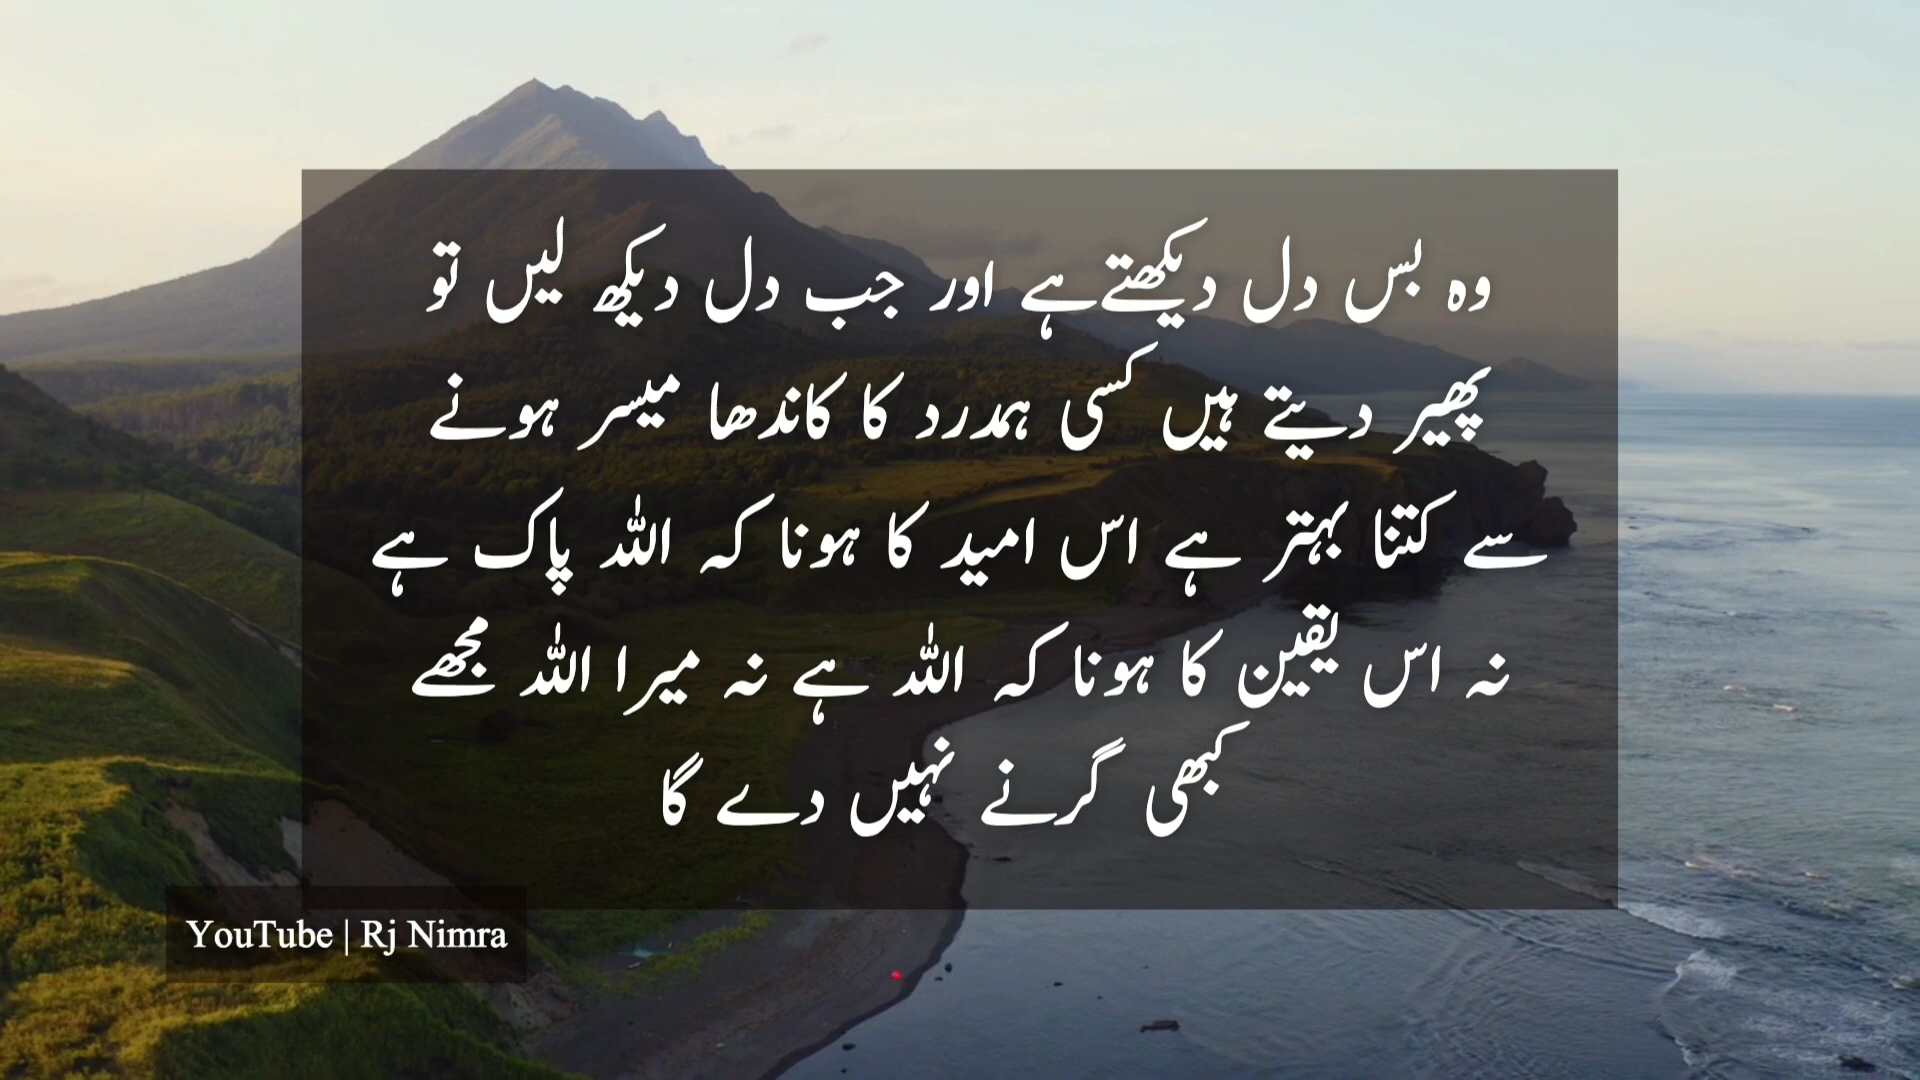 وہ بس دل دیکھتےہے اور جب دل دیکھ لیں تو
پھیر دیتے ہیں کسی ہمدرد کا کاندھا میسر ہونے
سے کتنا بہتر ہے اس امید کا ہونا کہ اللہ پاک ہے
نہ اس یقین کا ہونا کہ اللہ ہے نہ میرا اللہ مجھے
کبھی گرنے نہیں دے گا
YouTube | Rj Nimra